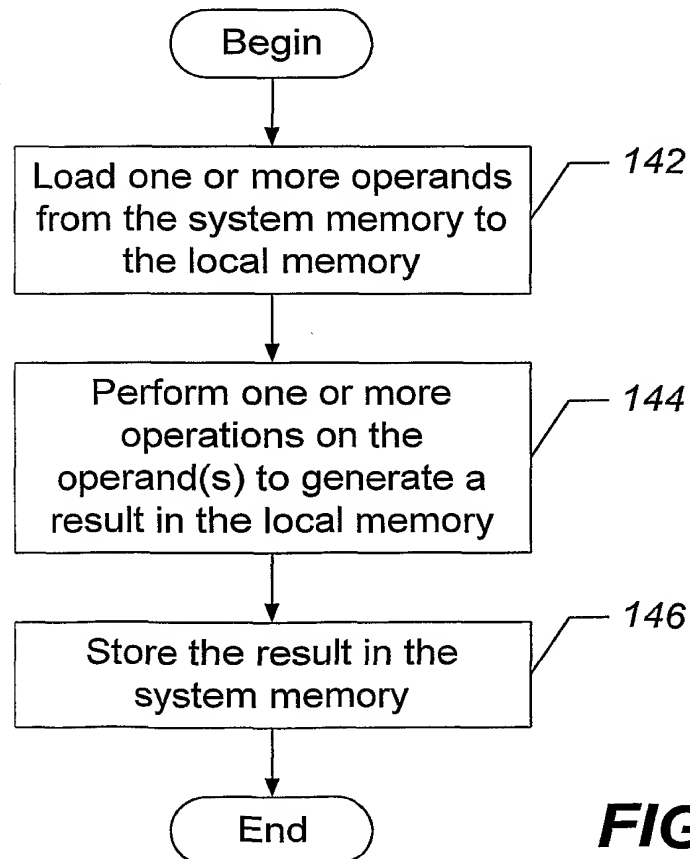 Begin
Load one or more operands
from the system memory to
the local memory
142
Perform one or more
operations on the
operand(s) to generate a
result in the local memory
144
Store the result in the
system memory
146
End
FIG